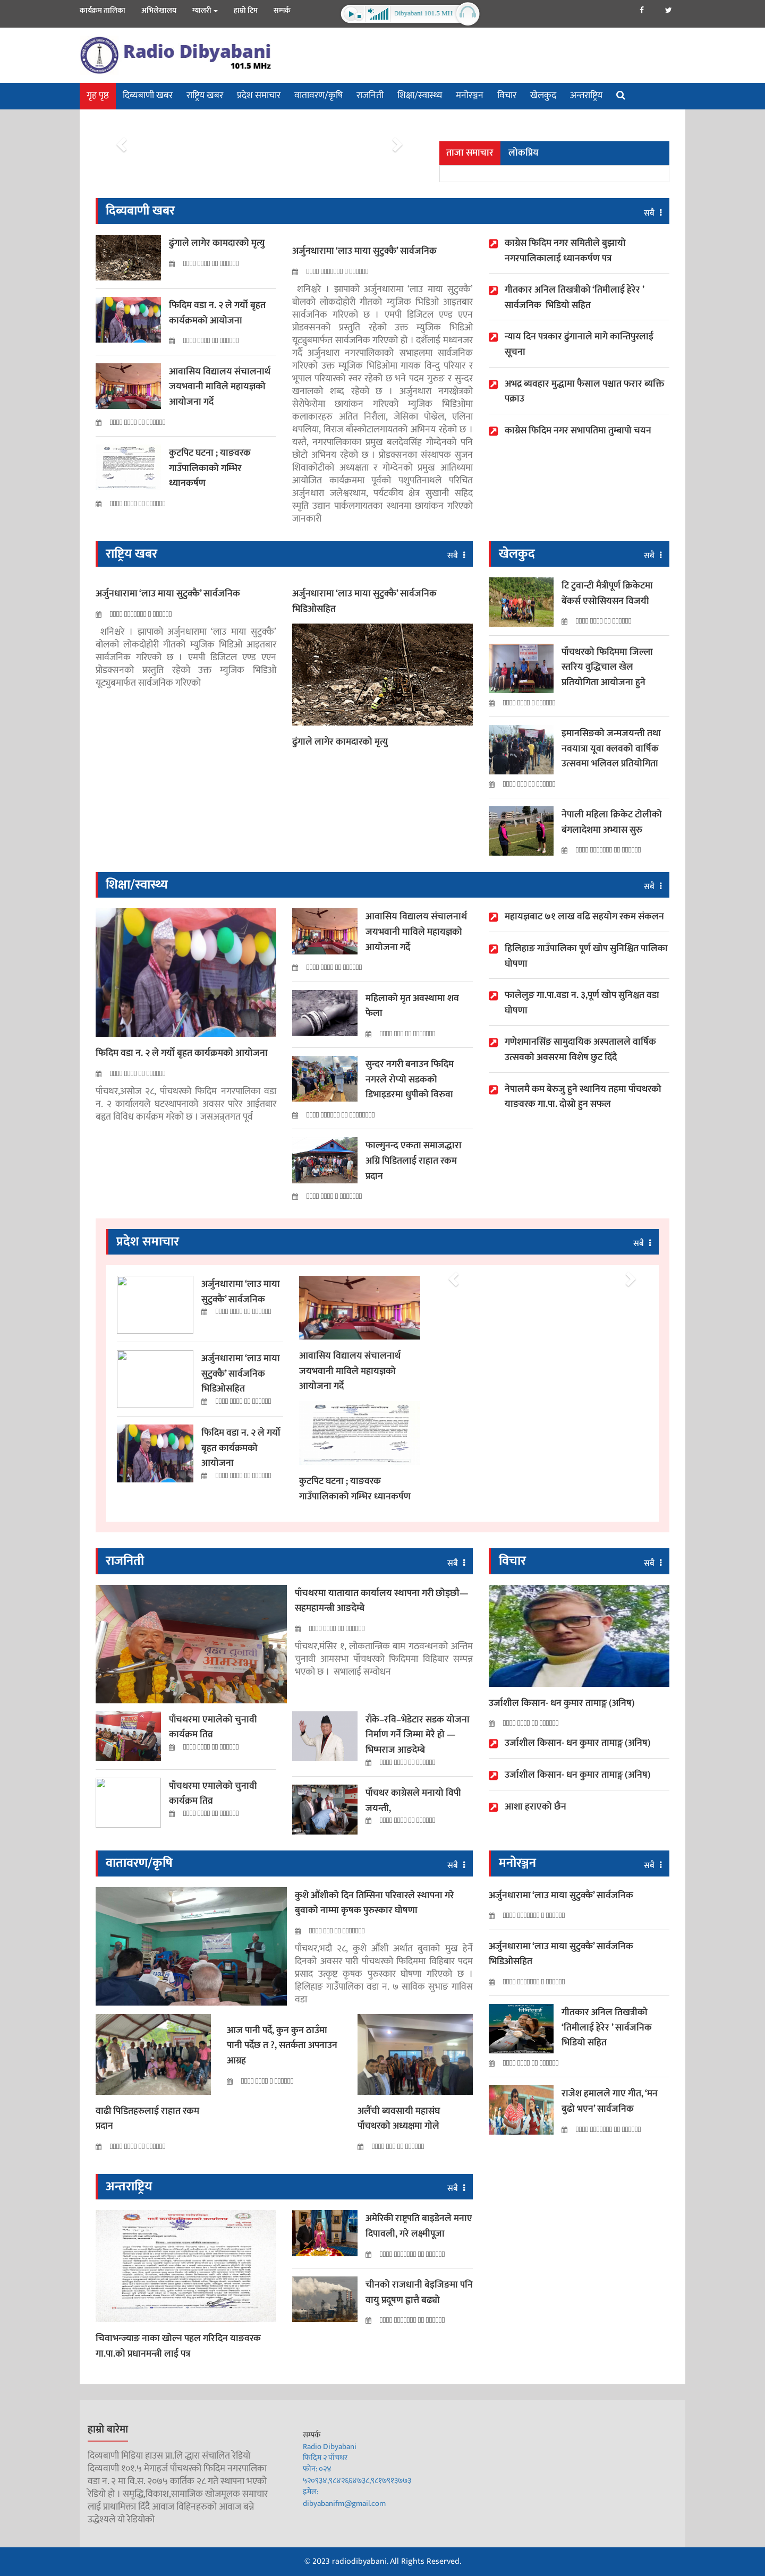 कार्यक्रम तालिका अभिलेखालय ग्यालरी हाम्रो टिम सम्पर्क
Dibyabani 101.5 MH
Radio Dibyabani
101.5 MHz
गृह पृष्ठ दिब्यबाणी खबर राष्ट्रिय खबर प्रदेश समाचार वातावरण/कृषि राजनिती शिक्षा/स्वास्थ्य मनोरञ्जन विचार खेलकुद अन्तराष्ट्रिय
ताजा समाचार लोकप्रिय
दिब्यबाणी खबर सबै
ढुंगाले लागेर कामदारको मृत्यु
फिदिम वडा न. २ ले गर्यो बृहत
कार्यक्रमको आयोजना
आवासिय विद्यालय संचालनार्थ
जयभवानी माविले महायज्ञको
आयोजना गर्दे
कुटपिट घटना ; याङवरक
गाउँपालिकाको गम्भिर
ध्यानकर्षण
अर्जुनधारामा ‘लाउ माया सुटुक्कै’ सार्वजनिक
शनिश्चरे । झापाको अर्जुनधारामा ‘लाउ माया सुटुक्कै’
बोलको लोकदोहोरी गीतको म्युजिक भिडिओ आइतबार
सार्वजनिक गरिएको छ । एमपी डिजिटल एण्ड एएन
प्रोडक्सनको प्रस्तुति रहेको उक्त म्युजिक भिडिओ
यूट्युबमार्फत सार्वजनिक गरिएको हो । दशैंलाई मध्यनजर
गर्दै अर्जुनधारा नगरपालिकाको सभाहलमा सार्वजनिक
गरिएको उक्त म्यूजिक भिडिओमा गायक विन्दु परियार र
भूपाल परियारको स्वर रहेको छ भने पदम गुरुङ र सुन्दर
खनालको शब्द रहेको छ । अर्जुनधारा नगरक्षेत्रको
सेरोफेरोमा छायांकन गरिएको म्युजिक भिडिओमा
कलाकारहरु अतित निरौला, जेसिका पोख्रेल, एलिना
थपलिया, विराज बाँस्कोटालगायतको अभिनय रहेको छ ।
यस्तै, नगरपालिकाका प्रमुख बलदेवसिंह गोम्देनको पनि
छोटो अभिनय रहेको छ । प्रोडक्सनका संस्थापक सुजन
शिवाकोटीको अध्यक्षता र गोम्देनको प्रमुख आतिथ्यमा
आयोजित कार्यक्रममा पूर्वको पशुपतिनाथले परिचित
अर्जुनधारा जलेश्वरधाम, पर्यटकीय क्षेत्र सुखानी सहिद
स्मृति उद्यान पार्कलगायतका स्थानमा छायांकन गरिएको
जानकारी
काग्रेस फिदिम नगर समितीले बुझायो
नगरपालिकालाई ध्यानकर्षण पत्र
गीतकार अनिल तिखत्रीको ‘तिमीलाई हेरेर ’
सार्वजनिक भिडियो सहित
न्याय दिन पत्रकार ढुंगानाले मागे कान्तिपुरलाई
सूचना
अभद्र ब्यवहार मुद्धामा फैसाल पश्चात फरार ब्यक्ति
पक्राउ
काग्रेस फिदिम नगर सभापतिमा तुम्बापो चयन
राष्ट्रिय खबर सबै
अर्जुनधारामा ‘लाउ माया सुटुक्कै’ सार्वजनिक
शनिश्चरे । झापाको अर्जुनधारामा ‘लाउ माया सुटुक्कै’
बोलको लोकदोहोरी गीतको म्युजिक भिडिओ आइतबार
सार्वजनिक गरिएको छ । एमपी डिजिटल एण्ड एएन
प्रोडक्सनको प्रस्तुति रहेको उक्त म्युजिक भिडिओ
यूट्युबमार्फत सार्वजनिक गरिएको
अर्जुनधारामा ‘लाउ माया सुटुक्कै’ सार्वजनिक
भिडिओसहित
ढुंगाले लागेर कामदारको मृत्यु
खेलकुद सबै
टि टुवान्टी मैत्रीपूर्ण क्रिकेटमा
बैंकर्स एसोसियसन विजयी
पाँचथरको फिदिममा जिल्ला
स्तरिय वुद्धिचाल खेल
प्रतियोगिता आयोजना हुने
इमानसिङको जन्मजयन्ती तथा
नवयात्रा यूवा क्लवको वार्षिक
उत्सवमा भलिवल प्रतियोगिता
नेपाली महिला क्रिकेट टोलीको
बंगलादेशमा अभ्यास सुरु
शिक्षा/स्वास्थ्य सबै
फिदिम वडा न. २ ले गर्यो बृहत कार्यक्रमको आयोजना
पाँचथर,असोज २८, पाँचथरको फिदिम नगरपालिका वडा
न. २ कार्यालयले घटस्थापनाको अवसर पारेर आईतबार
बहृत विविध कार्यक्रम गरेको छ । जसअन्र्तगत पूर्व
आवासिय विद्यालय संचालनार्थ
जयभवानी माविले महायज्ञको
आयोजना गर्दे
महिलाको मृत अवस्थामा शव
फेला
सुन्दर नगरी बनाउन फिदिम
नगरले रोप्यो सडकको
डिभाइडरमा धुपीको विरुवा
फाल्गुनन्द एकता समाजद्धारा
अग्नि पिडितलाई राहात रकम
प्रदान
महायज्ञबाट ७१ लाख वढि सहयोग रकम संकलन
हिलिहाङ गाउँपालिका पूर्ण खोप सुनिश्चित पालिका
घोषणा
फालेलुङ गा.पा.वडा न. ३,पूर्ण खोप सुनिश्चत वडा
घोषणा
गणेशमानसिँङ सामुदायिक अस्पतालले वार्षिक
उत्सवको अवसरमा विशेष छुट दिँदै
नेपालमै कम बेरुजु हुने स्थानिय तहमा पाँचथरको
याङवरक गा.पा. दोस्रो हुन सफल
प्रदेश समाचार सबै
अर्जुनधारामा ‘लाउ माया
सुटुक्कै’ सार्वजनिक
अर्जुनधारामा ‘लाउ माया
सुटुक्कै’ सार्वजनिक
भिडिओसहित
फिदिम वडा न. २ ले गर्यो
बृहत कार्यक्रमको
आयोजना
आवासिय विद्यालय संचालनार्थ
जयभवानी माविले महायज्ञको
आयोजना गर्दे
कुटपिट घटना ; याङवरक
गाउँपालिकाको गम्भिर ध्यानकर्षण
राजनिती सबै
पाँचथरमा यातायात कार्यालय स्थापना गरी छोड्छौ—
सहमहामन्त्री आङदेम्बे
पाँचथर,मंसिर १, लोकतान्त्रिक बाम गठवन्धनको अन्तिम
चुनावी आमसभा पाँचथरको फिदिममा विहिबार सम्पन्न
भएको छ । सभालाई सम्वोधन
पाँचथरमा एमालेको चुनावी
कार्यक्रम तिव्र
पाँचथरमा एमालेको चुनावी
कार्यक्रम तिव्र
राँके–रवि–भेडेटार सडक योजना
निर्माण गर्ने जिम्मा मेरै हो —
भिष्मराज आङदेम्बे
पाँचथर काग्रेसले मनायो विपी
जयन्ती,
विचार सबै
उर्जाशील किसान- धन कुमार तामाङ्ग (अनिष)
उर्जाशील किसान- धन कुमार तामाङ्ग (अनिष)
उर्जाशील किसान- धन कुमार तामाङ्ग (अनिष)
आशा हराएको छैन
वातावरण/कृषि सबै
कुशे औंशीको दिन तिम्सिना परिवारले स्थापना गरे
बुवाको नाम्मा कृषक पुरुस्कार घोषणा
पाँचथर,भदौ २८, कुशे औंशी अर्थात बुवाको मुख हेर्ने
दिनको अवसर पारी पाँचथरको फिदिममा विहिबार पदम
प्रसाद उत्कृष्ट कृषक पुरुस्कार घोषणा गरिएको छ ।
हिलिहाङ गाउँपालिका वडा न. ७ साविक सुभाङ गाविस
वडा
वाढी पिडितहरुलाई राहात रकम
प्रदान
आज पानी पर्दे, कुन कुन ठाउँमा
पानी पर्दैछ त ?, सतर्कता अपनाउन
आग्रह
अलैंची ब्यवसायी महासंघ
पाँचथरको अध्यक्षमा गोले
मनोरञ्जन सबै
अर्जुनधारामा ‘लाउ माया सुटुक्कै’ सार्वजनिक
अर्जुनधारामा ‘लाउ माया सुटुक्कै’ सार्वजनिक
भिडिओसहित
गीतकार अनिल तिखत्रीको
‘तिमीलाई हेरेर ’ सार्वजनिक
भिडियो सहित
राजेश हमालले गाए गीत, ‘मन
बुढो भएन’ सार्वजनिक
अन्तराष्ट्रिय सबै
चिवाभन्ज्याङ नाका खोल्न पहल गरिदिन याङवरक
गा.पा.को प्रधानमन्त्री लाई पत्र
अमेरिकी राष्ट्रपति बाइडेनले मनाए
दिपावली, गरे लक्ष्मीपूजा
चीनको राजधानी बेइजिङमा पनि
वायु प्रदूषण ह्वात्तै बढ्यो
हाम्रो बारेमा
दिव्यबाणी मिडिया हाउस प्रा.लि द्धारा संचालित रेडियो
दिव्यवाणी १०१.५ मेगाहर्ज पाँचथरको फिदिम नगरपालिका
वडा न. २ मा वि.स. २०७५ कार्तिक २८ गते स्थापना भएको
रेडियो हो । समृद्धि,विकाश,सामाजिक खोजमूलक समाचार
लाई प्राथामिक्ता दिँदै आवाज विहिनहरुको आवाज बन्ने
उद्धेश्यले यो रेडियोको
सम्पर्क
Radio Dibyabani
फिदिम २ पाँचथर
फोन: ०२४
५२०९३४,९८४२६६४७३८,९८१७९१३७७३
इमेल:
dibyabanifm@gmail.com
© 2023 radiodibyabani. All Rights Reserved.